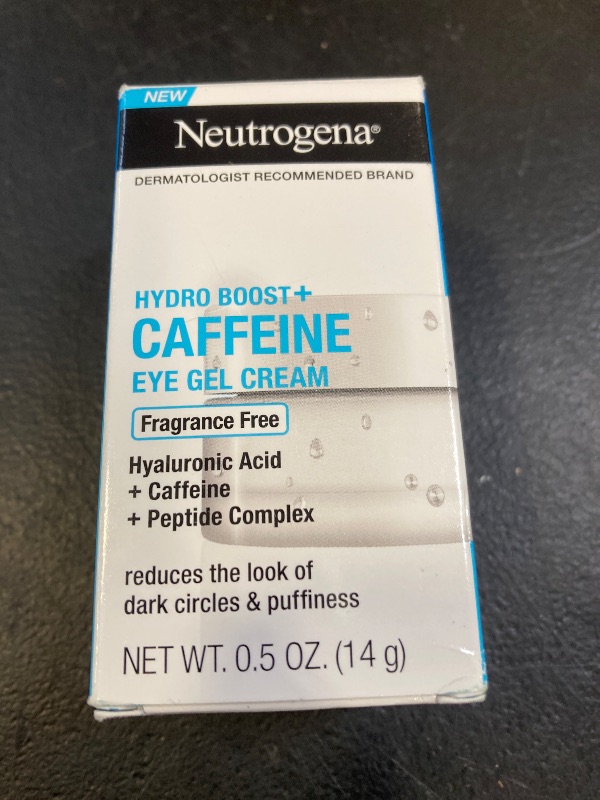 NEW
Neutrogena®
DERMATOLOGIST RECOMMENDED BRAND
HYDRO BOOST+
CAFFEINE
EYE GEL CREAM
Fragrance Free
Hyaluronic Acid
+ Caffeine
+ Peptide Complex
reduces the look of
dark circles & puffiness
NET WT. 0.5 OZ. (14 g)